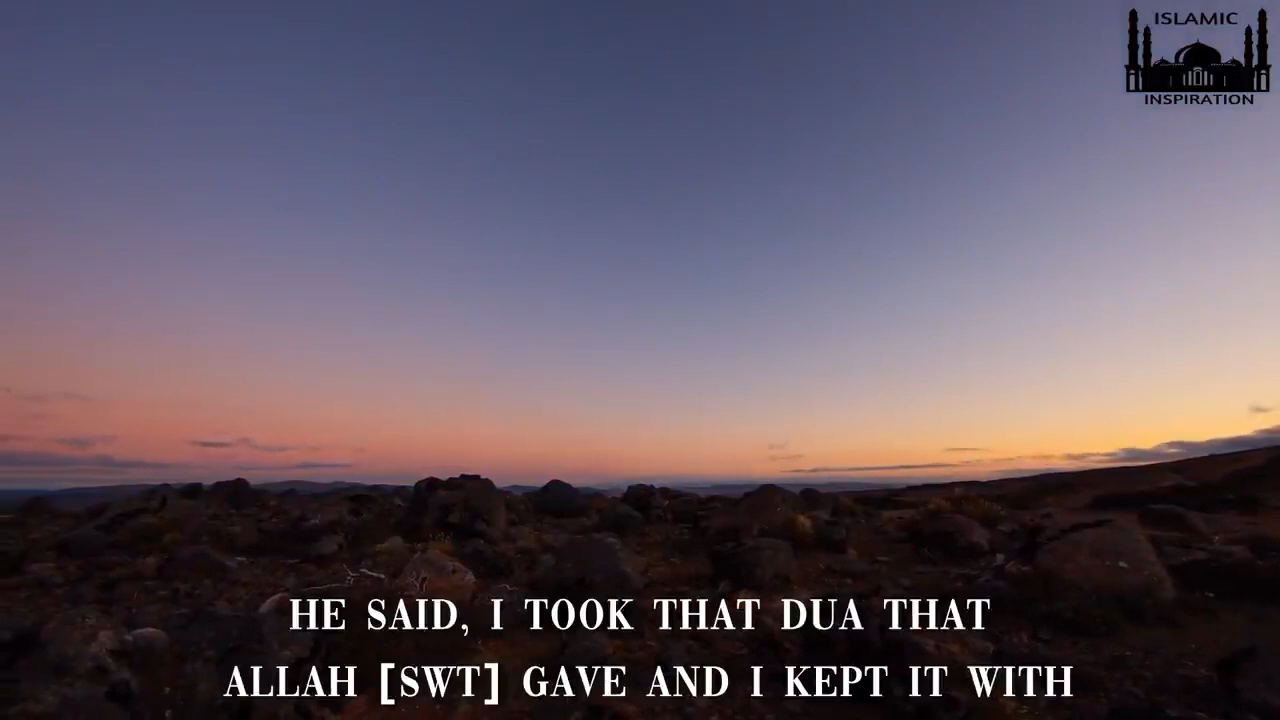 ISLAMIC
INSPIRATION
HE SAID, I TOOK THAT DUA THAT
ALLAH [SWT] GAVE AND I KEPT IT WITH